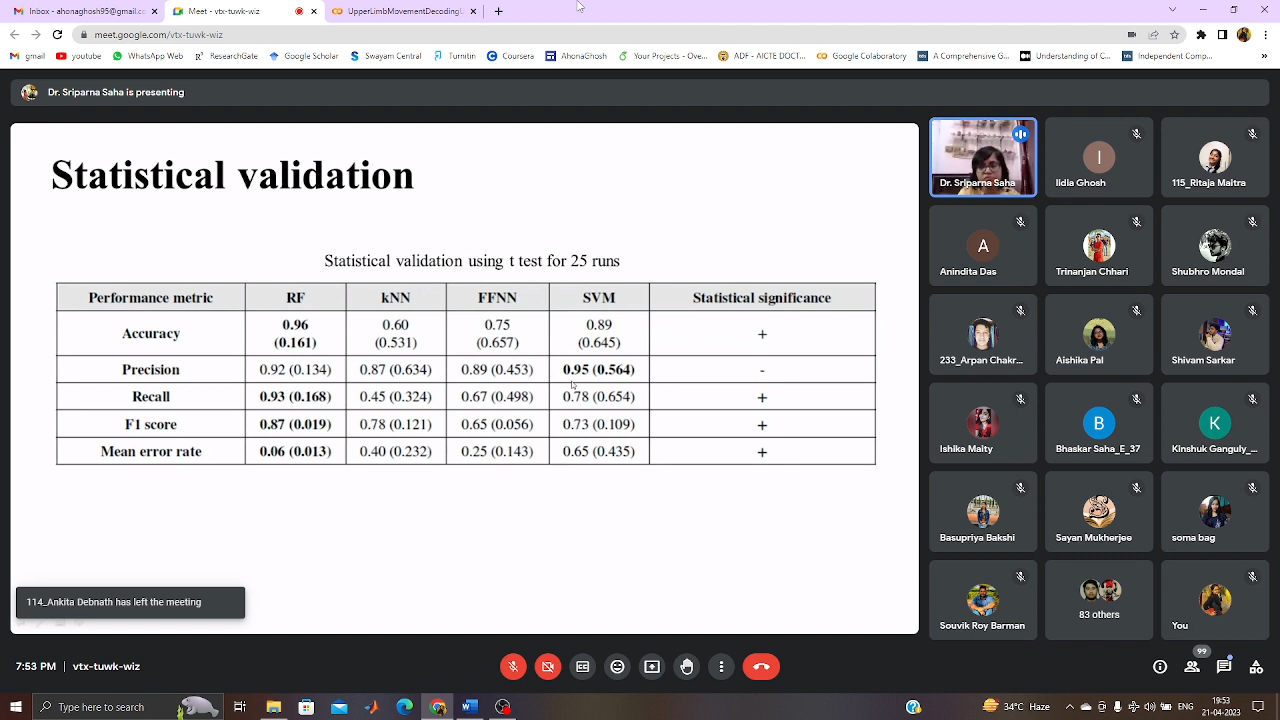 Inbox - ahonaghosh95@gmail.co
Meet - vtx-tuwk-wiz
UpperLimbMovementDecodingU
meet.google.com/vtx-tuwk-wiz
gmail
youtube
WhatsApp Web
ResearchGate
Google Scholar
Swayam Central
Turnitin
Coursera
AhonaGhosh
Your Projects - Ove...
ADF - AICTE DOCT...
Google Colaboratory
A Comprehensive G...
Understanding of C...
Independent Comp...
»
Dr. Sriparna Saha is presenting
Statistical validation
Statistical validation using t test for 25 runs
Performance metric RF kNN FFNN SVM Statistical significance
Accuracy 0.96 (0.161) 0.60 (0.531) 0.75 (0.657) 0.89 (0.645) +
Precision 0.92 (0.134) 0.87 (0.634) 0.89 (0.453) 0.95 (0.564) -
Recall 0.93 (0.168) 0.45 (0.324) 0.67 (0.498) 0.78 (0.654) +
F1 score 0.87 (0.019) 0.78 (0.121) 0.65 (0.056) 0.73 (0.109) +
Mean error rate 0.06 (0.013) 0.40 (0.232) 0.25 (0.143) 0.65 (0.435) +
114_Ankita Debnath has left the meeting
Dr. Sriparna Saha
I
Ildia Ghosh
115_Ritaja Maitra
A
Anindita Das
Trinanjan Chhari
233_Arpan Chakr...
Aishika Pal
Shivam Sarkar
Ishika Maity
B
Bhaskar Saha_E_37
K
Kinshuk Ganguly_...
Basupriya Bakshi
Sayan Mukherjee
soma bag
Souvik Roy Barman
83 others
You
99
7:53 PM | vtx-tuwk-wiz
Type here to search
34°C Haze
ENG
19:53
21-04-2023